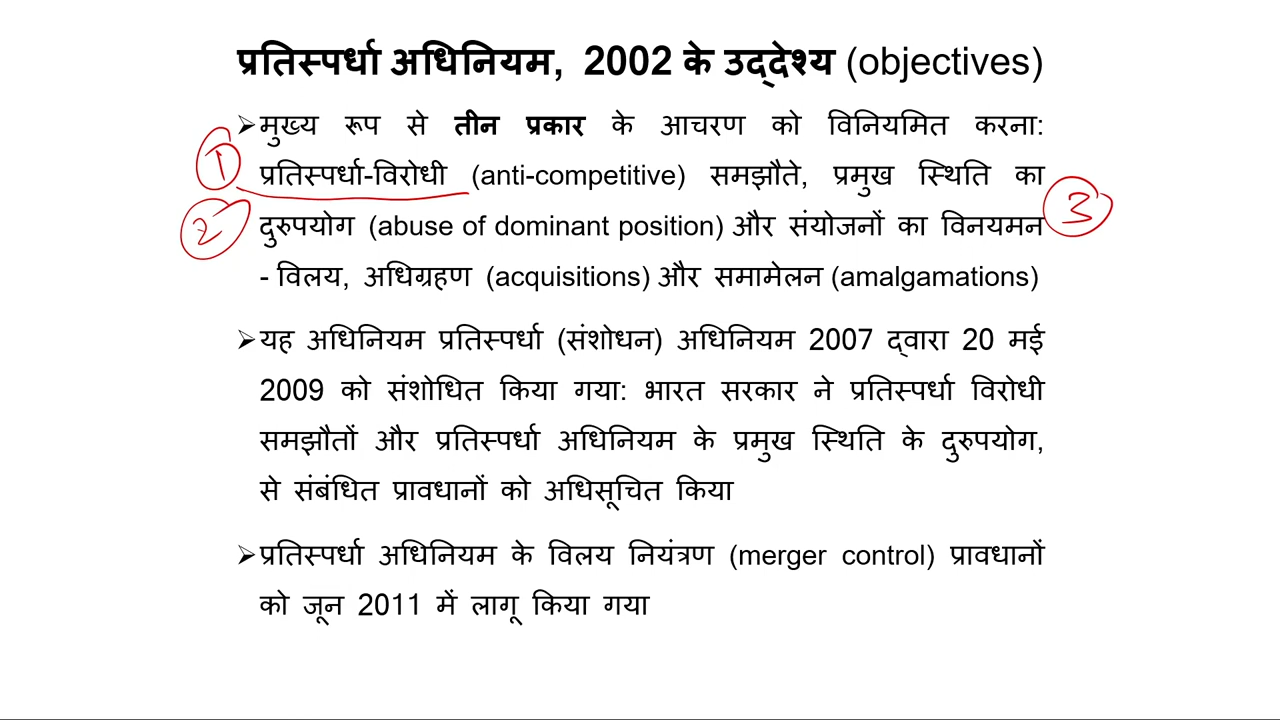 प्रतिस्पर्धा अधिनियम, 2002 के उद्देश्य (objectives)
➢मुख्य रूप से तीन प्रकार के आचरण को विनियमित करना:
1 प्रतिस्पर्धा-विरोधी (anti-competitive) समझौते, प्रमुख स्थिति का
2 दुरुपयोग (abuse of dominant position) और संयोजनों का विनयमन 3
- विलय, अधिग्रहण (acquisitions) और समामेलन (amalgamations)
➢यह अधिनियम प्रतिस्पर्धा (संशोधन) अधिनियम 2007 द्वारा 20 मई
2009 को संशोधित किया गया: भारत सरकार ने प्रतिस्पर्धा विरोधी
समझौतों और प्रतिस्पर्धा अधिनियम के प्रमुख स्थिति के दुरुपयोग,
से संबंधित प्रावधानों को अधिसूचित किया
➢प्रतिस्पर्धा अधिनियम के विलय नियंत्रण (merger control) प्रावधानों
को जून 2011 में लागू किया गया